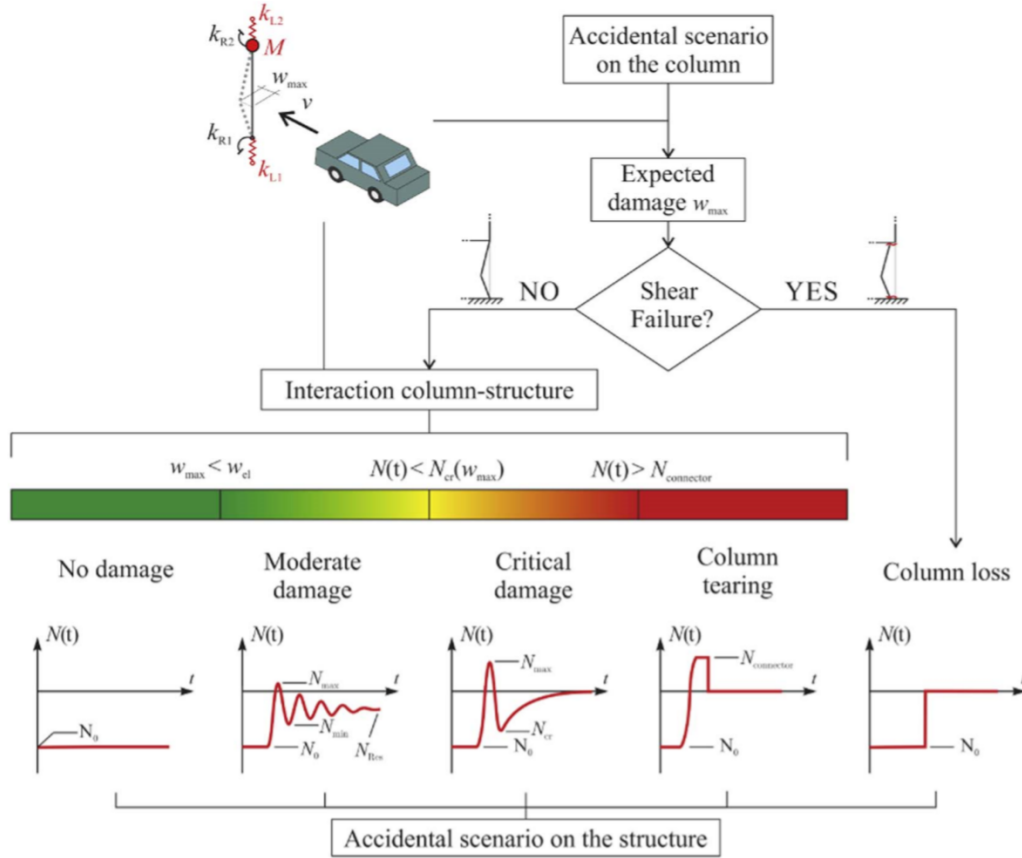 k_L2
k_R2
M
w_max
v
k_R1
k_L1
Accidental scenario
on the column
Expected
damage w_max
NO
Shear
Failure?
YES
Interaction column-structure
w_max < w_el
N(t) < N_cr(w_max)
N(t) > N_connector
No damage
Moderate
damage
Critical
damage
Column
tearing
Column loss
N(t)
t
N_0
N(t)
t
N_max
N_min
N_0
N_Res
N(t)
t
N_max
N_cr
N_0
N(t)
t
N_connector
N_0
N(t)
t
N_0
Accidental scenario on the structure